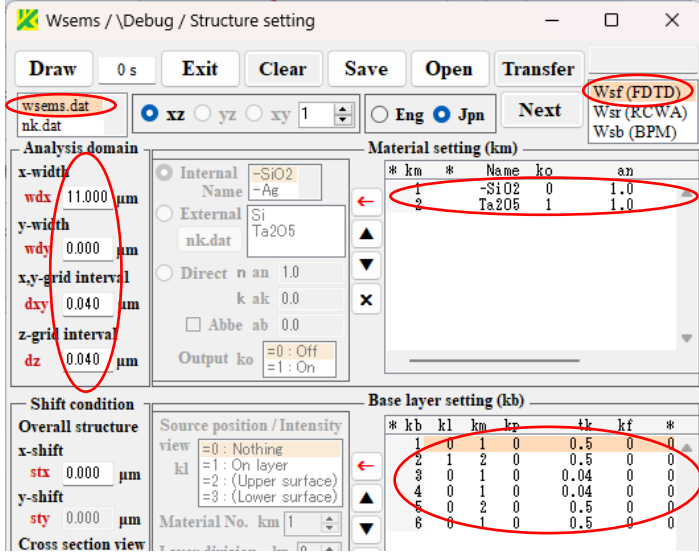 Wsems / \Debug / Structure setting
Draw 0 s Exit Clear Save Open Transfer
wsems.dat
nk.dat
xz yz xy 1 Eng Jpn Next
Wsf (FDTD)
Wsr (RCWA)
Wsb (BPM)
Analysis domain
x-width
wdx 11.000 μm
y-width
wdy 0.000 μm
x,y-grid interval
dxy 0.040 μm
z-grid interval
dz 0.040 μm
Internal Name
-SiO2
-Ag
External
nk.dat
Si
Ta2O5
Direct n an 1.0
k ak 0.0
Abbe ab 0.0
Output ko
=0 : Off
=1 : On
Material setting (km)
* km * Name ko an
1 -SiO2 0 1.0
2 Ta2O5 1 1.0
Shift condition
Overall structure
x-shift
stx 0.000 μm
y-shift
sty 0.000 μm
Cross section view
Source position / Intensity
view
kl
=0 : Nothing
=1 : On layer
=2 : (Upper surface)
=3 : (Lower surface)
Material No. km 1
Layer division kp 0
Base layer setting (kb)
* kb kl km kp tk kf *
1 0 1 0 0.5 0 0
2 1 2 0 0.5 0 0
3 0 1 0 0.04 0 0
4 0 1 0 0.04 0 0
5 0 2 0 0.5 0 0
6 0 1 0 0.5 0 0